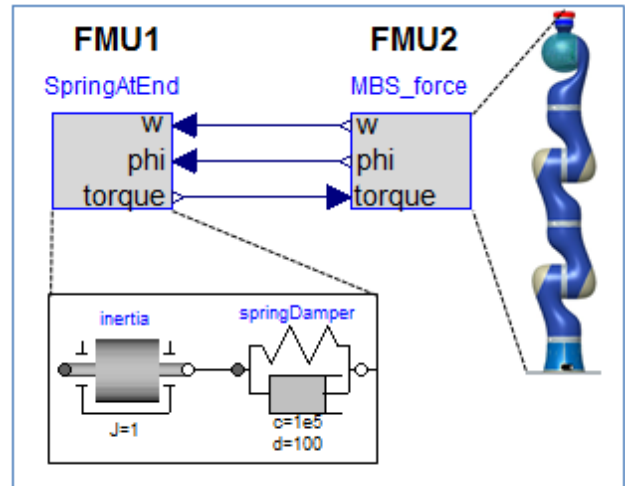 FMU1 FMU2
SpringAtEnd MBS_force
w w
phi phi
torque torque
inertia springDamper
J=1 c=1e5
d=100